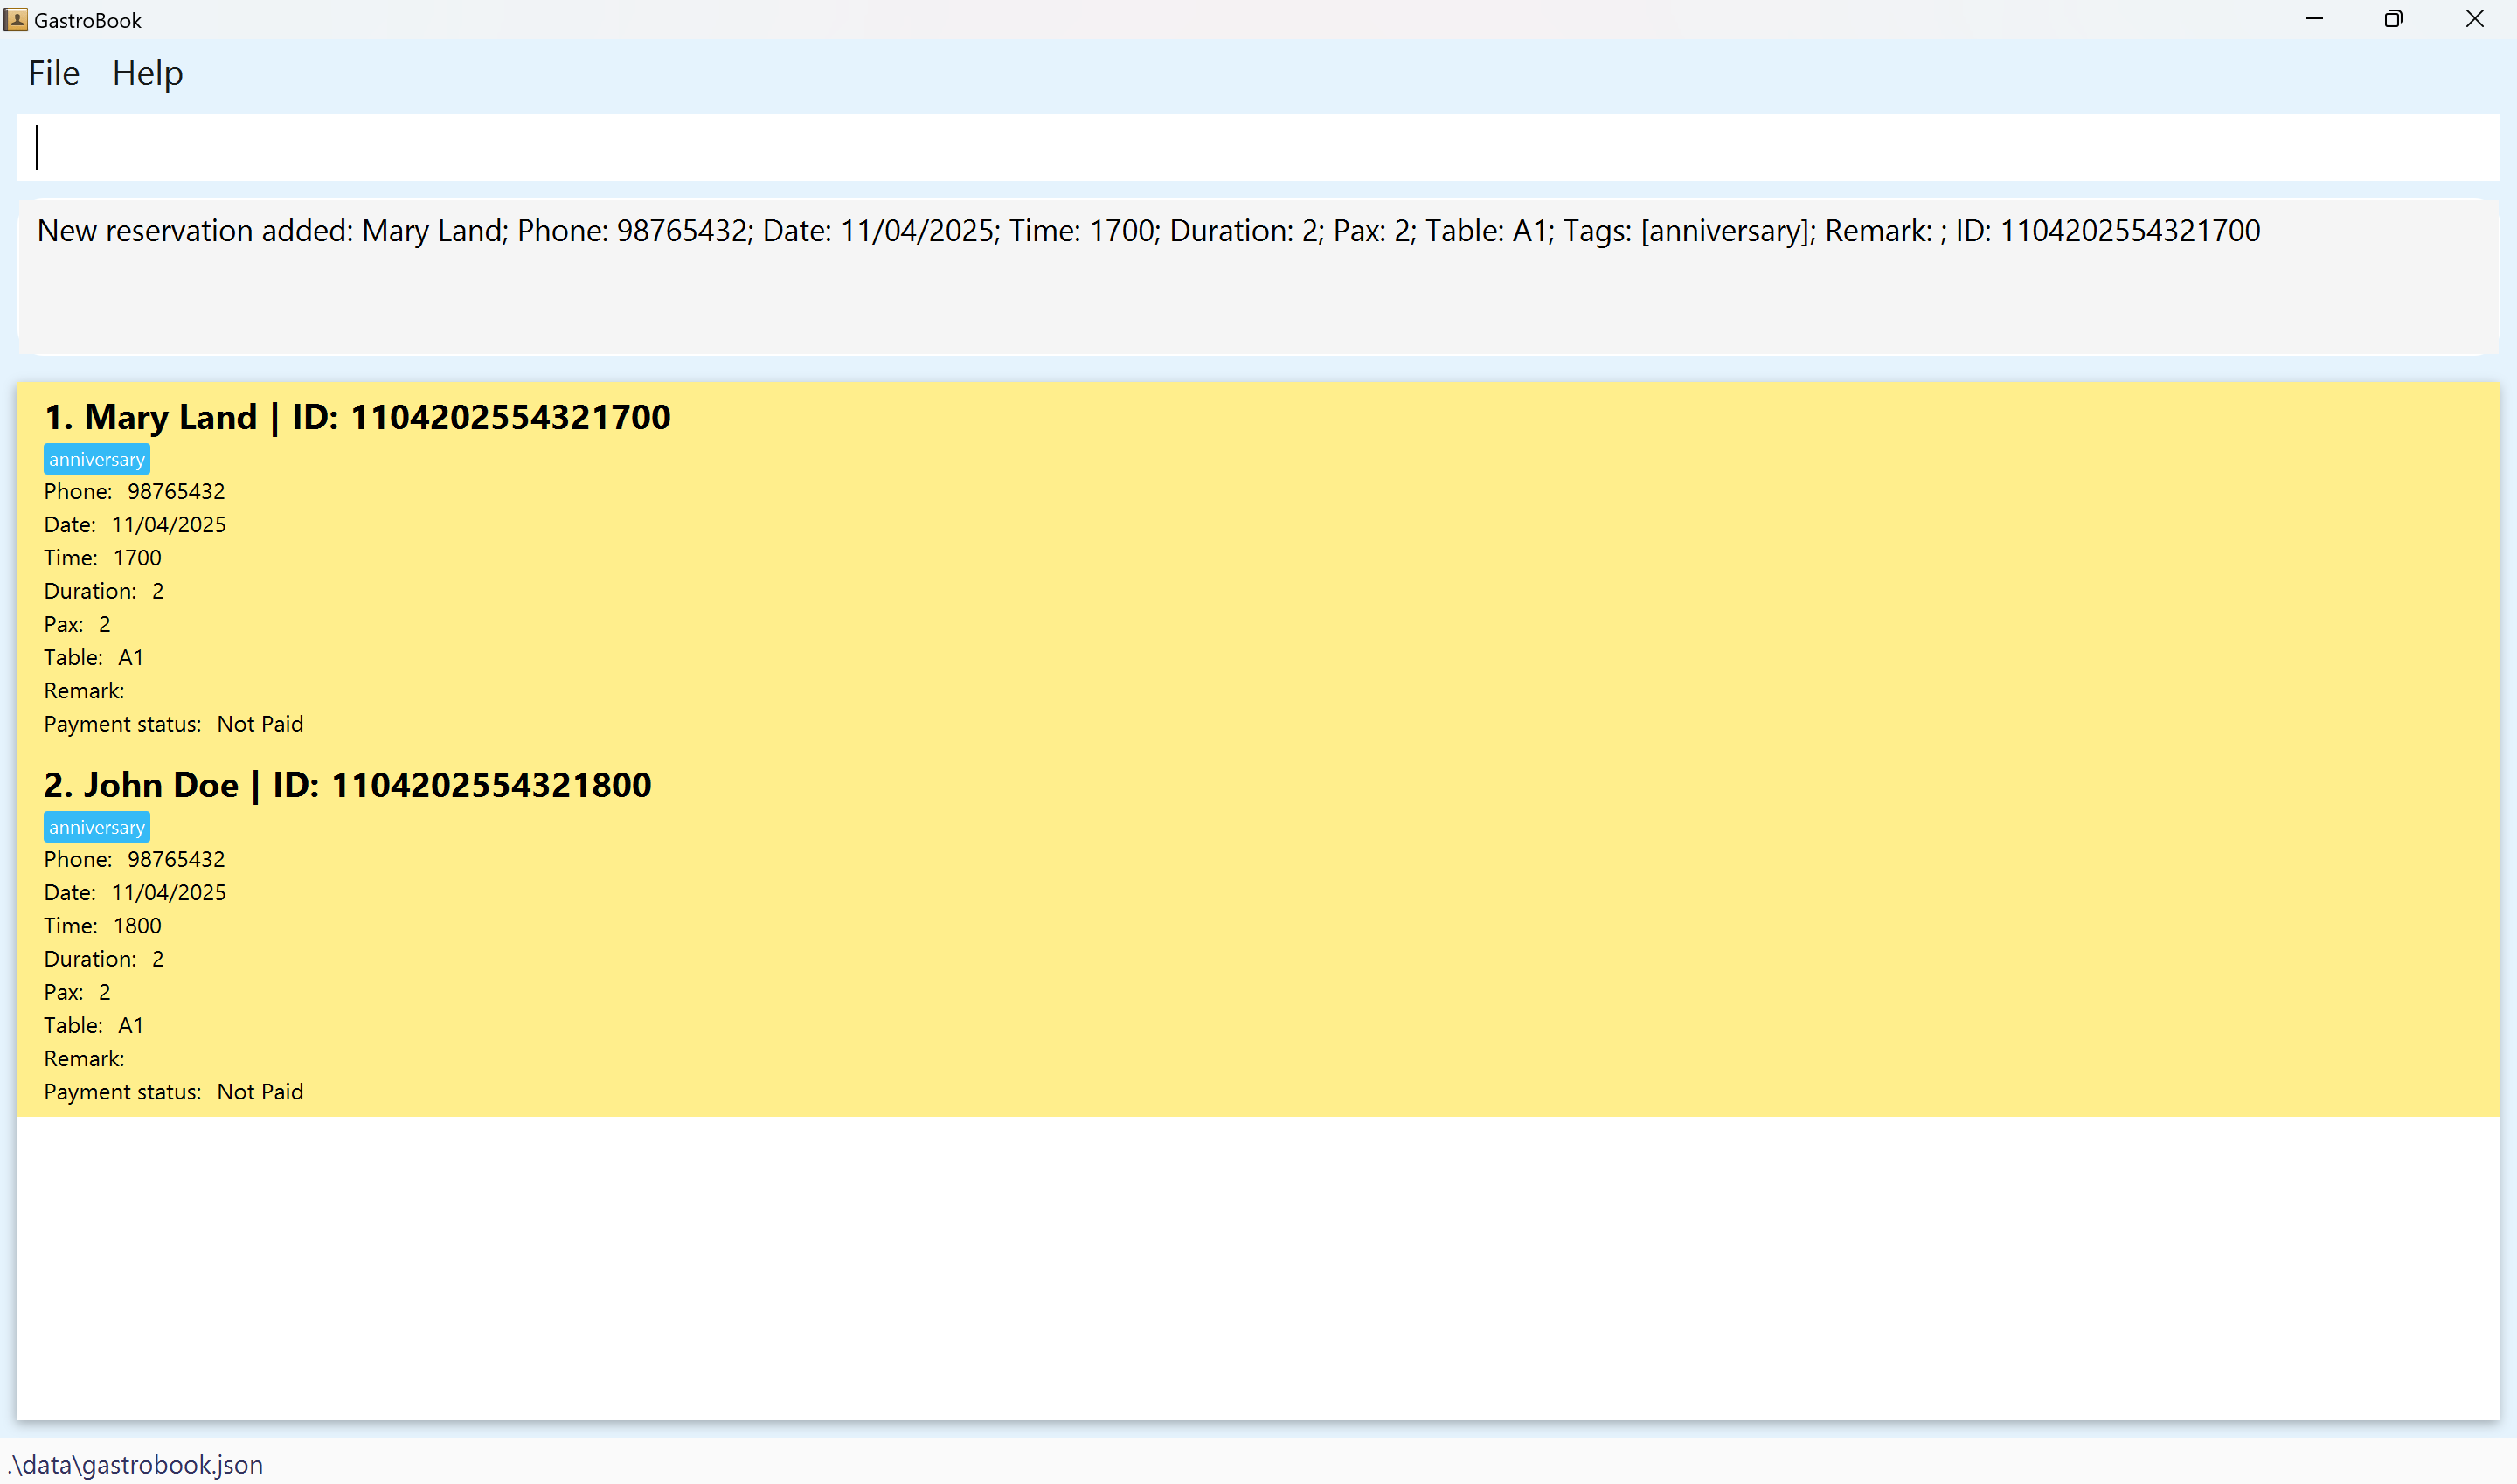 GastroBook
File Help
New reservation added: Mary Land; Phone: 98765432; Date: 11/04/2025; Time: 1700; Duration: 2; Pax: 2; Table: A1; Tags: [anniversary]; Remark: ; ID: 1104202554321700
1. Mary Land | ID: 1104202554321700
anniversary
Phone: 98765432
Date: 11/04/2025
Time: 1700
Duration: 2
Pax: 2
Table: A1
Remark:
Payment status: Not Paid
2. John Doe | ID: 1104202554321800
anniversary
Phone: 98765432
Date: 11/04/2025
Time: 1800
Duration: 2
Pax: 2
Table: A1
Remark:
Payment status: Not Paid
.\data\gastrobook.json